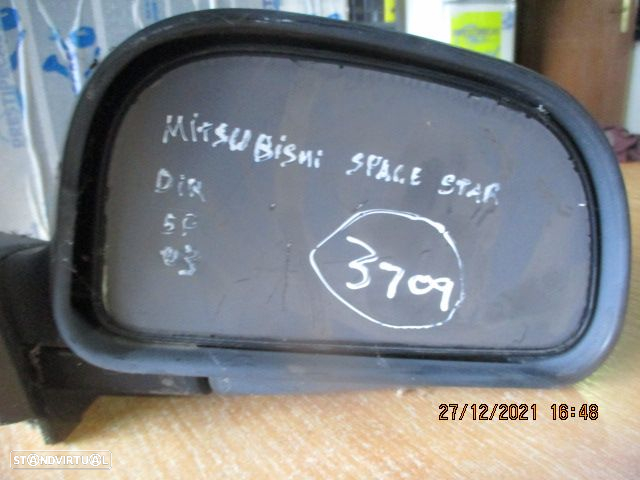 MiTSUBiSHi SPACE STAR
DiR
5P
03
3709
27/12/2021 16:48
STANDVIRTUAL